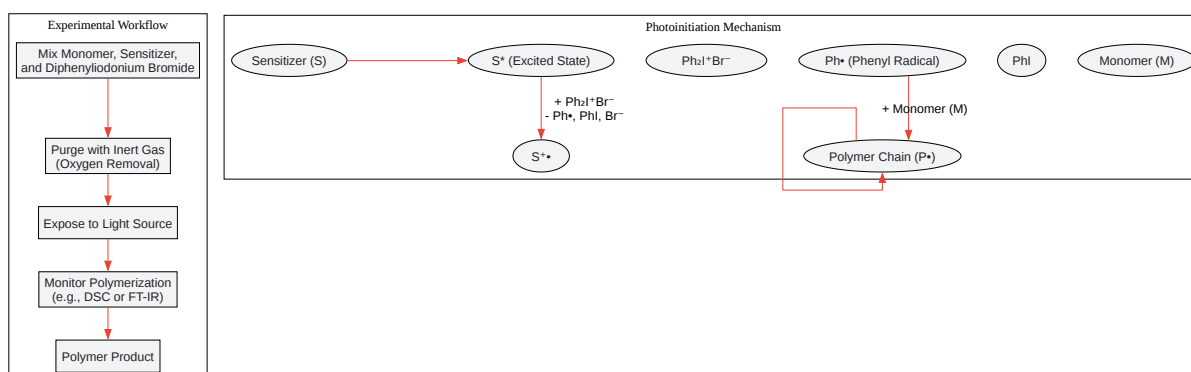 Experimental Workflow
Mix Monomer, Sensitizer,
and Diphenyliodonium Bromide
Purge with Inert Gas
(Oxygen Removal)
Expose to Light Source
Monitor Polymerization
(e.g., DSC or FT-IR)
Polymer Product
Photoinitiation Mechanism
Sensitizer (S)
S* (Excited State)
Ph₂I⁺Br⁻
Ph• (Phenyl Radical)
PhI
Monomer (M)
+ Ph₂I⁺Br⁻
- Ph•, PhI, Br⁻
+ Monomer (M)
S⁺•
Polymer Chain (P•)